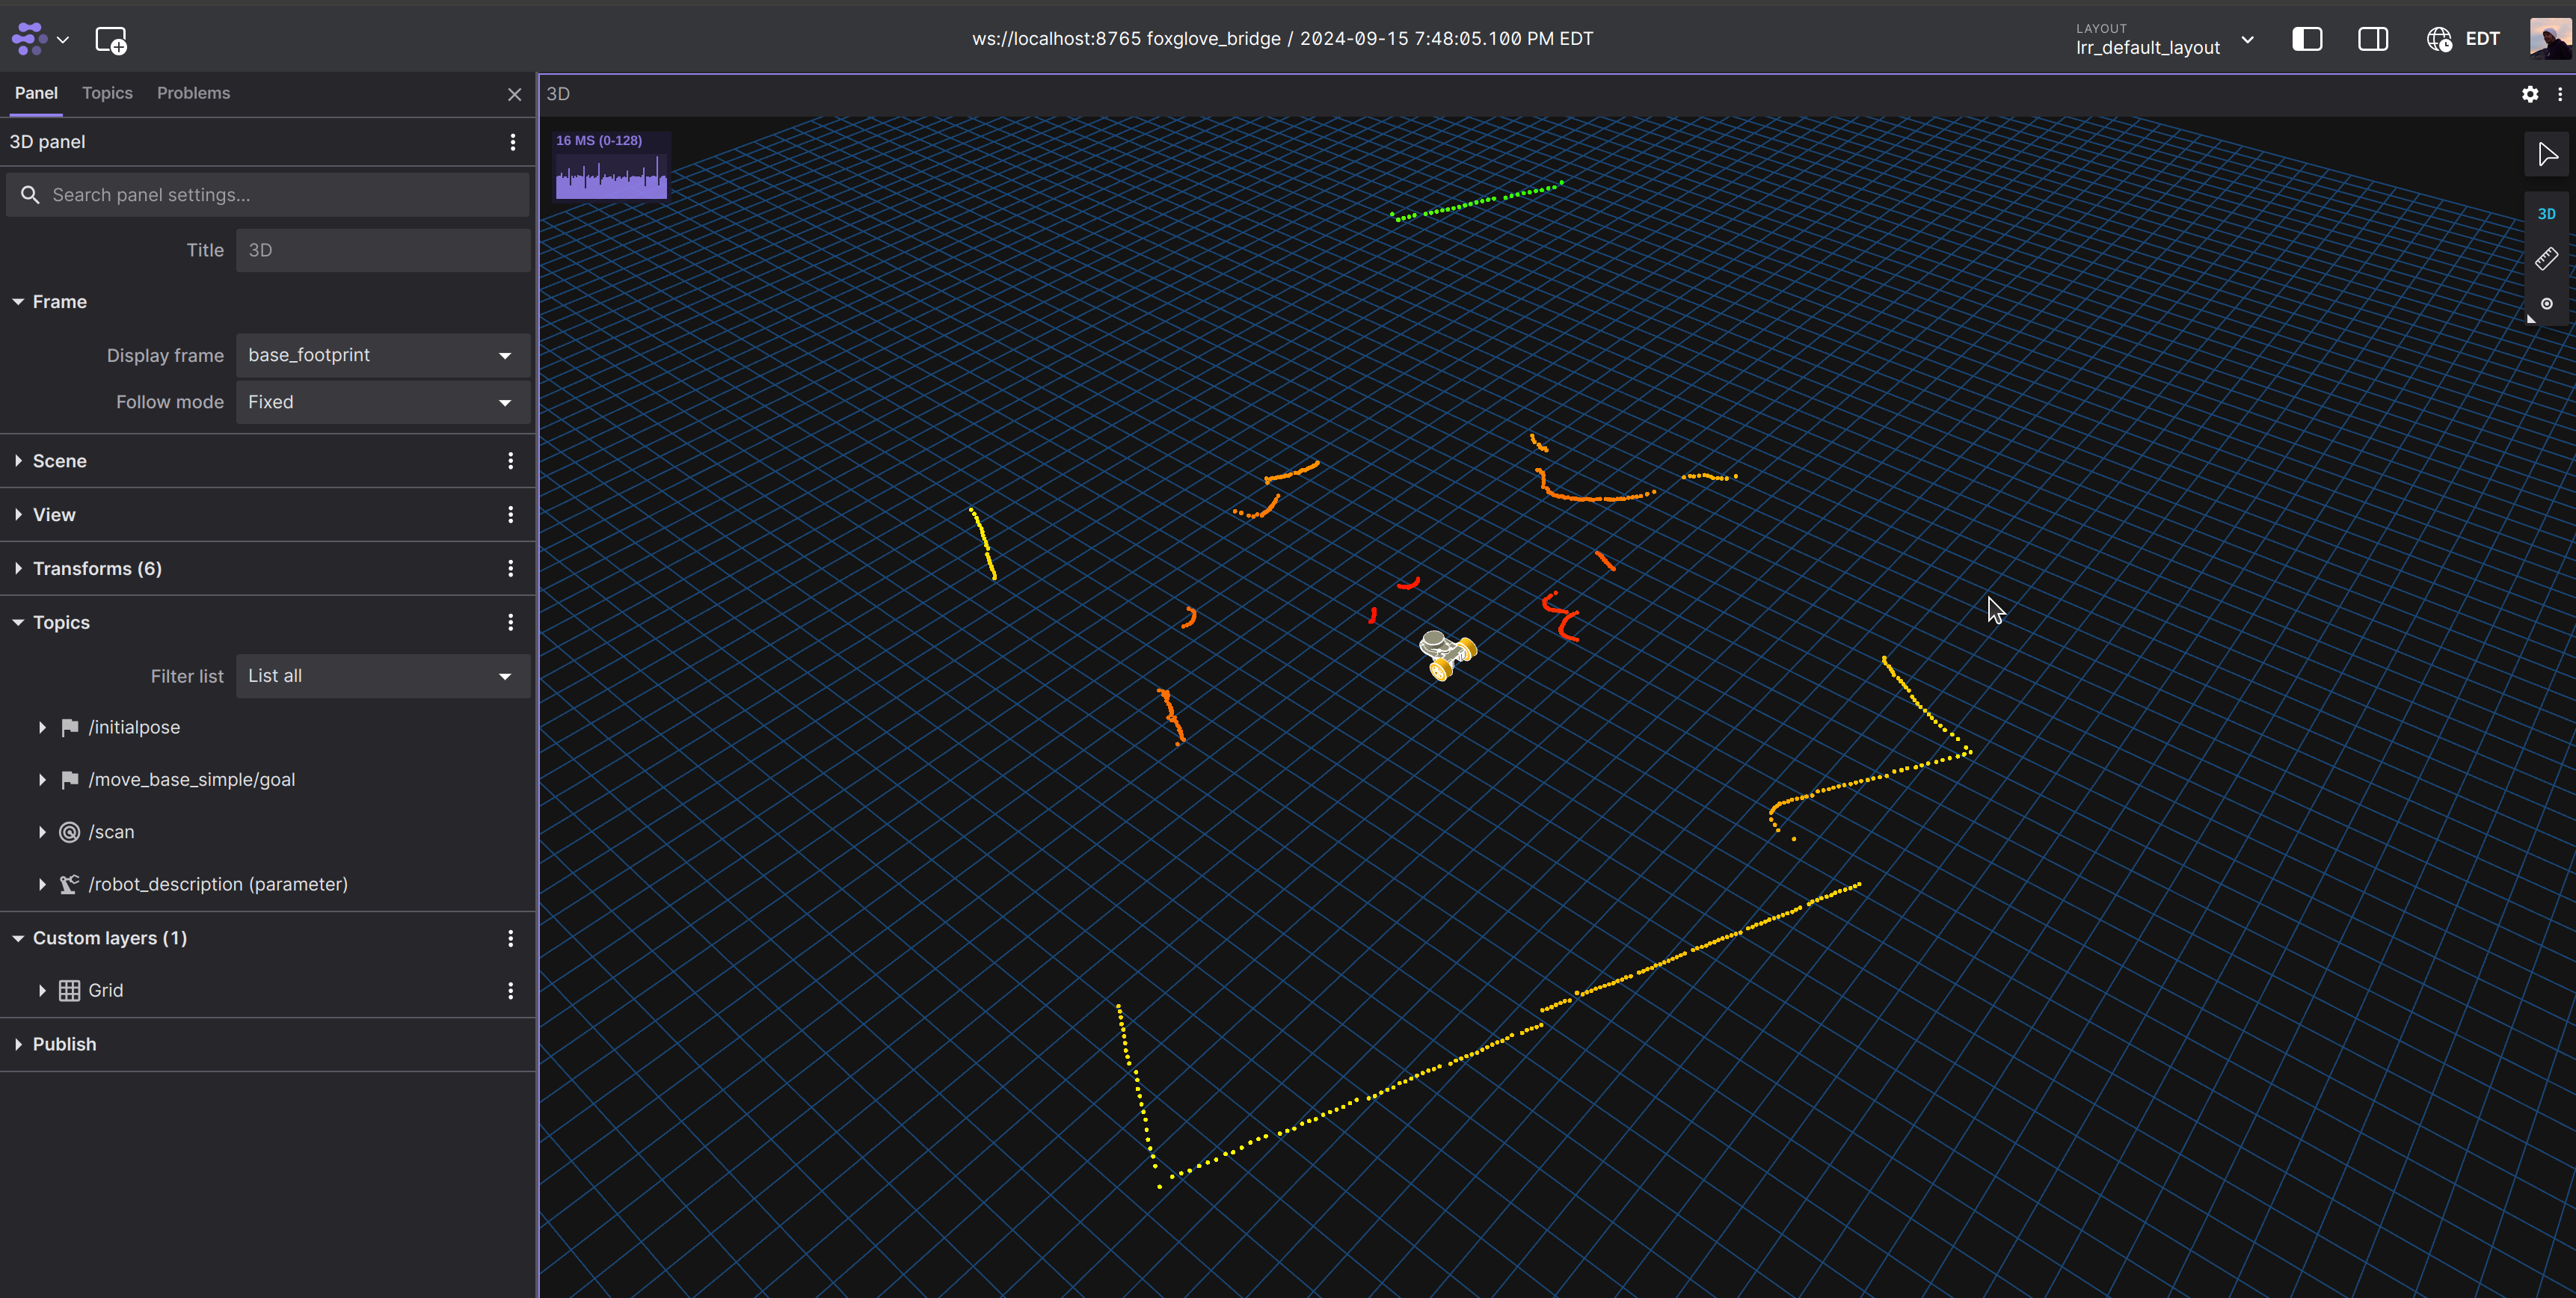 ws://localhost:8765 foxglove_bridge / 2024-09-15 7:48:05.100 PM EDT
LAYOUT
lrr_default_layout
EDT
Panel
Topics
Problems
3D panel
Search panel settings...
Title
3D
Frame
Display frame
base_footprint
Follow mode
Fixed
Scene
View
Transforms (6)
Topics
Filter list
List all
/initialpose
/move_base_simple/goal
/scan
/robot_description (parameter)
Custom layers (1)
Grid
Publish
3D
16 MS (0-128)
3D